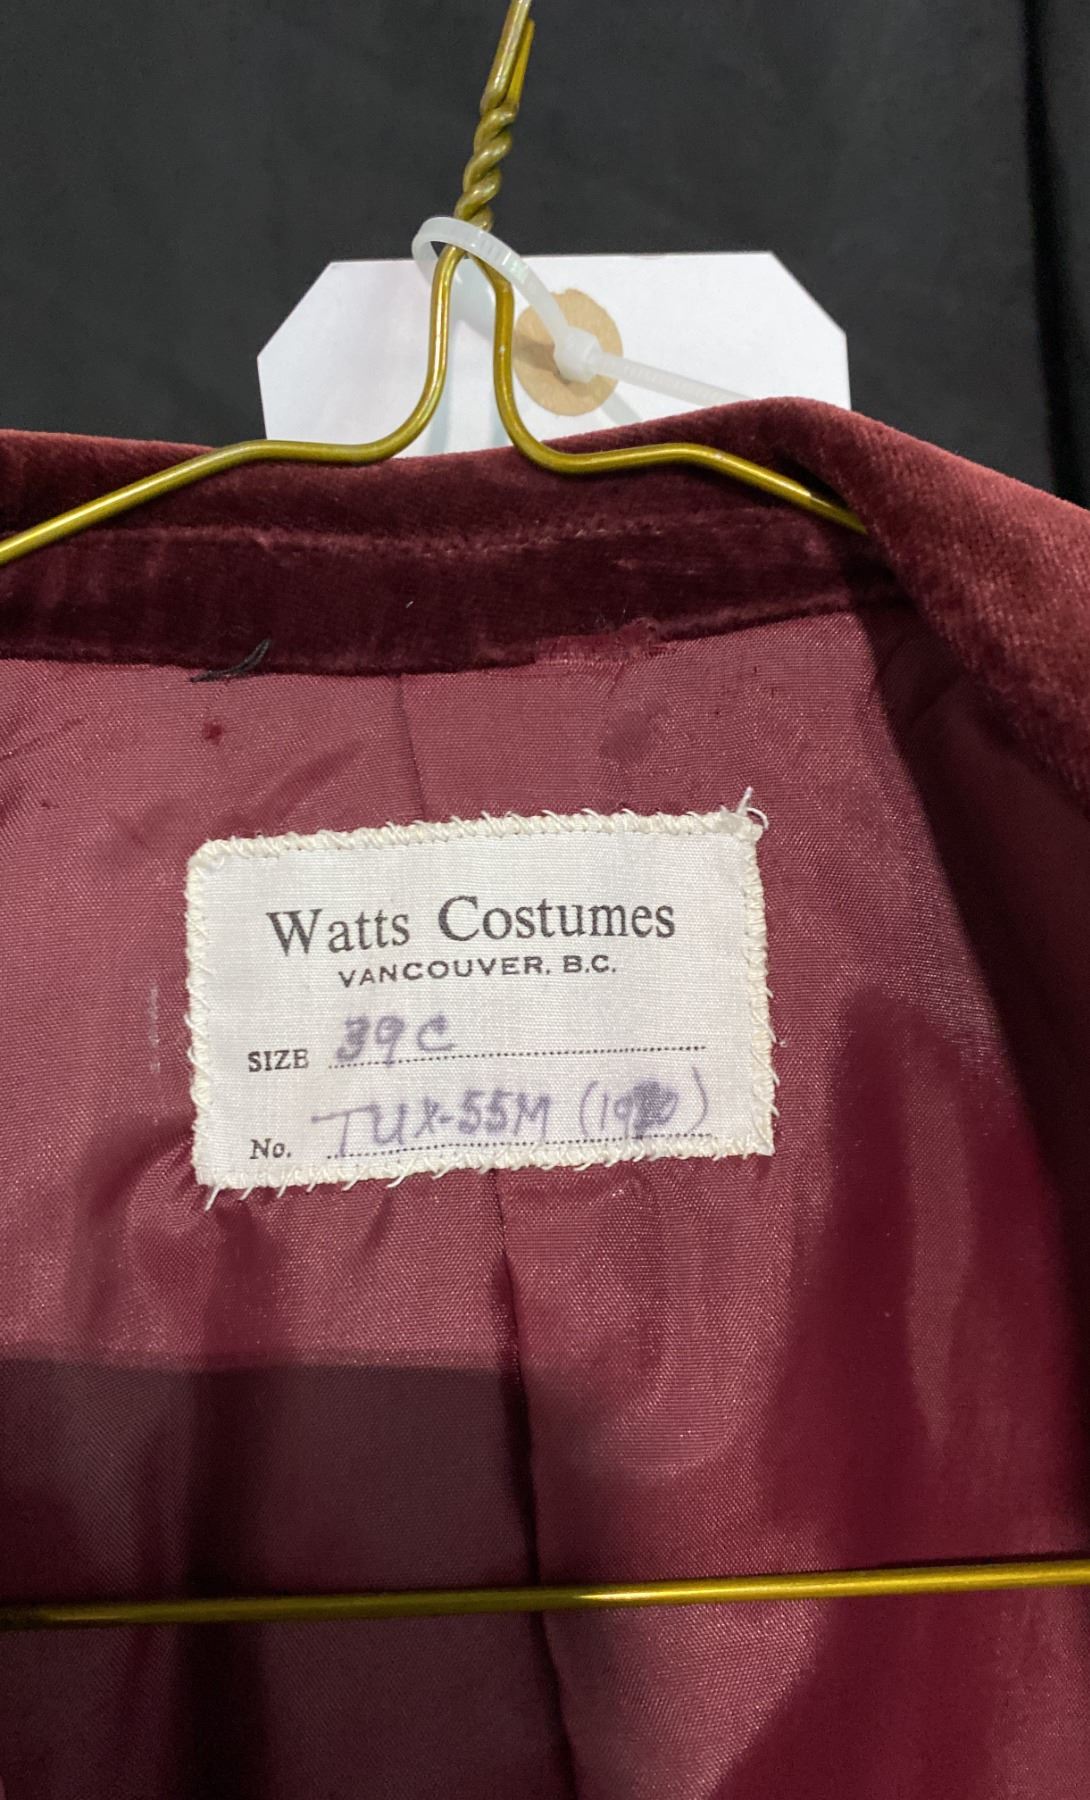 Watts Costumes
VANCOUVER. B.C.
SIZE 39C
No. TUX-55M